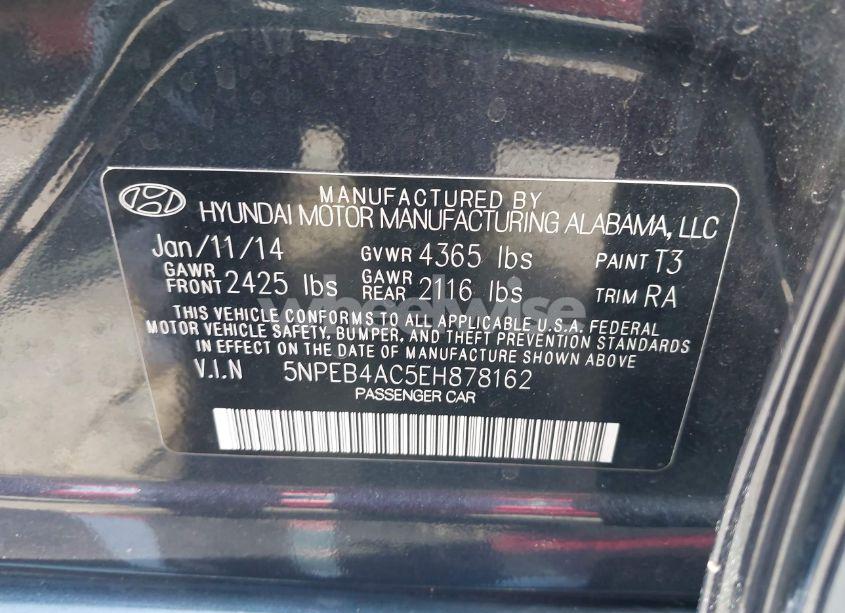 MANUFACTURED BY
HYUNDAI MOTOR MANUFACTURING ALABAMA, LLC
Jan/11/14 GVWR 4365 lbs PAINT T3
GAWR FRONT 2425 lbs GAWR REAR 2116 lbs TRIM RA
wheelwise
THIS VEHICLE CONFORMS TO ALL APPLICABLE U.S.A. FEDERAL
MOTOR VEHICLE SAFETY, BUMPER, AND THEFT PREVENTION STANDARDS
IN EFFECT ON THE DATE OF MANUFACTURE SHOWN ABOVE
V.I.N 5NPEB4AC5EH878162
PASSENGER CAR